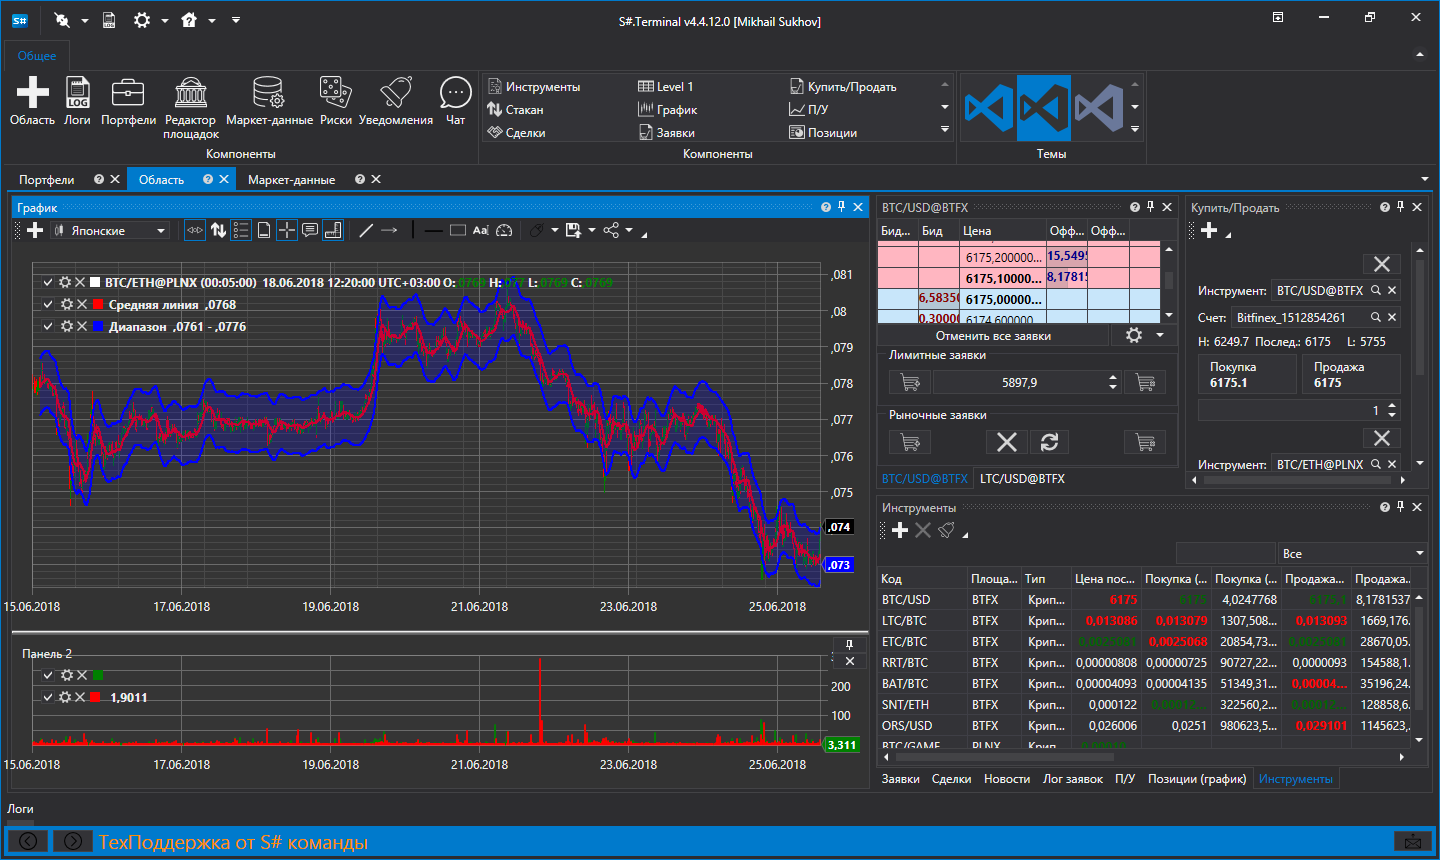 S#
S#.Terminal v4.4.12.0 [Mikhail Sukhov]
Общее
LOG
Область Логи Портфели Редактор площадок Маркет-данные Риски Уведомления Чат
Компоненты
Инструменты Level 1 Купить/Продать
Стакан График П/У
Сделки Заявки Позиции
Компоненты
Темы
Портфели Область Маркет-данные
График
Японские
Aa
BTC/ETH@PLNX (00:05:00) 18.06.2018 12:20:00 UTC+03:00 O: ,0769 H: ,077 L: ,0769 C: ,0769
Средняя линия ,0768
Диапазон ,0761 - ,0776
,081
,08
,079
,078
,077
,076
,075
,074
,073
15.06.2018 17.06.2018 19.06.2018 21.06.2018 23.06.2018 25.06.2018
Панель 2
1,9011
200
100
3,311
15.06.2018 17.06.2018 19.06.2018 21.06.2018 23.06.2018 25.06.2018
BTC/USD@BTFX
Бид... Бид Цена Офф... Офф...
6175,200000... 15,549
6175,10000... 8,1781
6,5835 6175,00000...
0,3000 6174,600000
Отменить все заявки
Лимитные заявки
5897,9
Рыночные заявки
BTC/USD@BTFX LTC/USD@BTFX
Купить/Продать
Инструмент: BTC/USD@BTFX
Счет: Bitfinex_1512854261
H: 6249.7 Послед.: 6175 L: 5755
Покупка Продажа
6175.1 6175
1
Инструмент: BTC/ETH@PLNX
Инструменты
Все
Код Площа... Тип Цена пос... Покупка (... Покупка (... Продажа... Продажа
BTC/USD BTFX Крип... 6175 6175 4,0247768 6175,1 8,1781537
LTC/BTC BTFX Крип... 0,013086 0,013079 1307,508... 0,013093 1669,176.
ETC/BTC BTFX Крип... 0,0025081 0,0025068 20854,73... 0,0025081 28670,05.
RRT/BTC BTFX Крип... 0,00000808 0,00000725 90727,22... 0,0000093 154588,1.
BAT/BTC BTFX Крип... 0,00004093 0,00004135 51349,31... 0,00004... 35196,24.
SNT/ETH BTFX Крип... 0,000122 0,00012... 322560,2... 0,00012... 128858,6.
ORS/USD BTFX Крип... 0,026006 0,0251 980623,5... 0,029101 1145623,
BTC/GAME PLNX Крип
Заявки Сделки Новости Лог заявок П/У Позиции (график) Инструменты
Логи
ТехПоддержка от S# команды